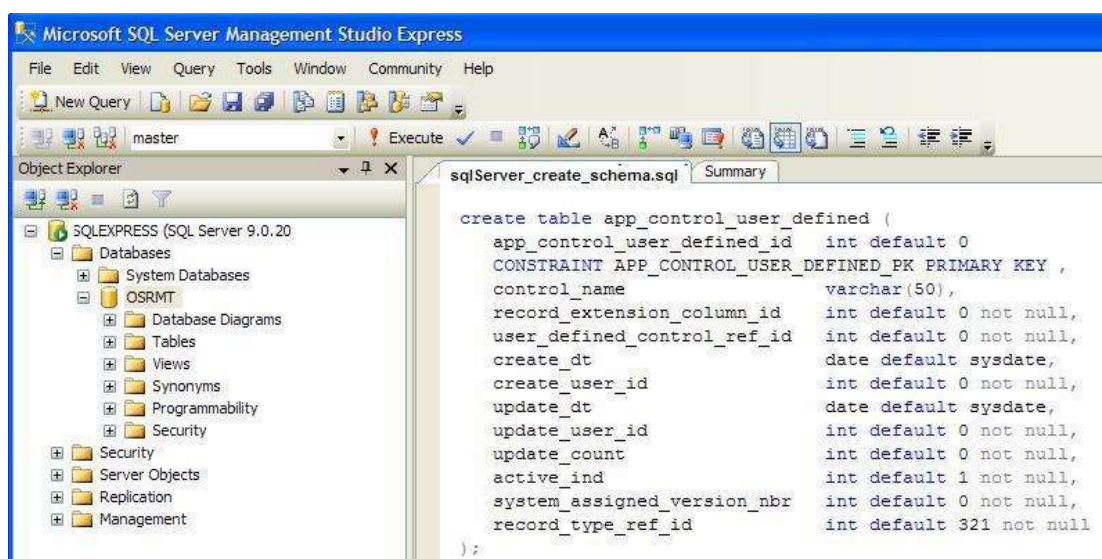 Microsoft SQL Server Management Studio Express
File Edit View Query Tools Window Community Help
New Query
master Execute
Object Explorer
sqlServer_create_schema.sql Summary
SQLEXPRESS (SQL Server 9.0.20
Databases
System Databases
OSRMT
Database Diagrams
Tables
Views
Synonyms
Programmability
Security
Security
Server Objects
Replication
Management
create table app_control_user_defined (
app_control_user_defined_id int default 0
CONSTRAINT APP_CONTROL_USER_DEFINED_PK PRIMARY KEY ,
control_name varchar(50),
record_extension_column_id int default 0 not null,
user_defined_control_ref_id int default 0 not null,
create_dt date default sysdate,
create_user_id int default 0 not null,
update_dt date default sysdate,
update_user_id int default 0 not null,
update_count int default 0 not null,
active_ind int default 1 not null,
system_assigned_version_nbr int default 0 not null,
record_type_ref_id int default 321 not null
);